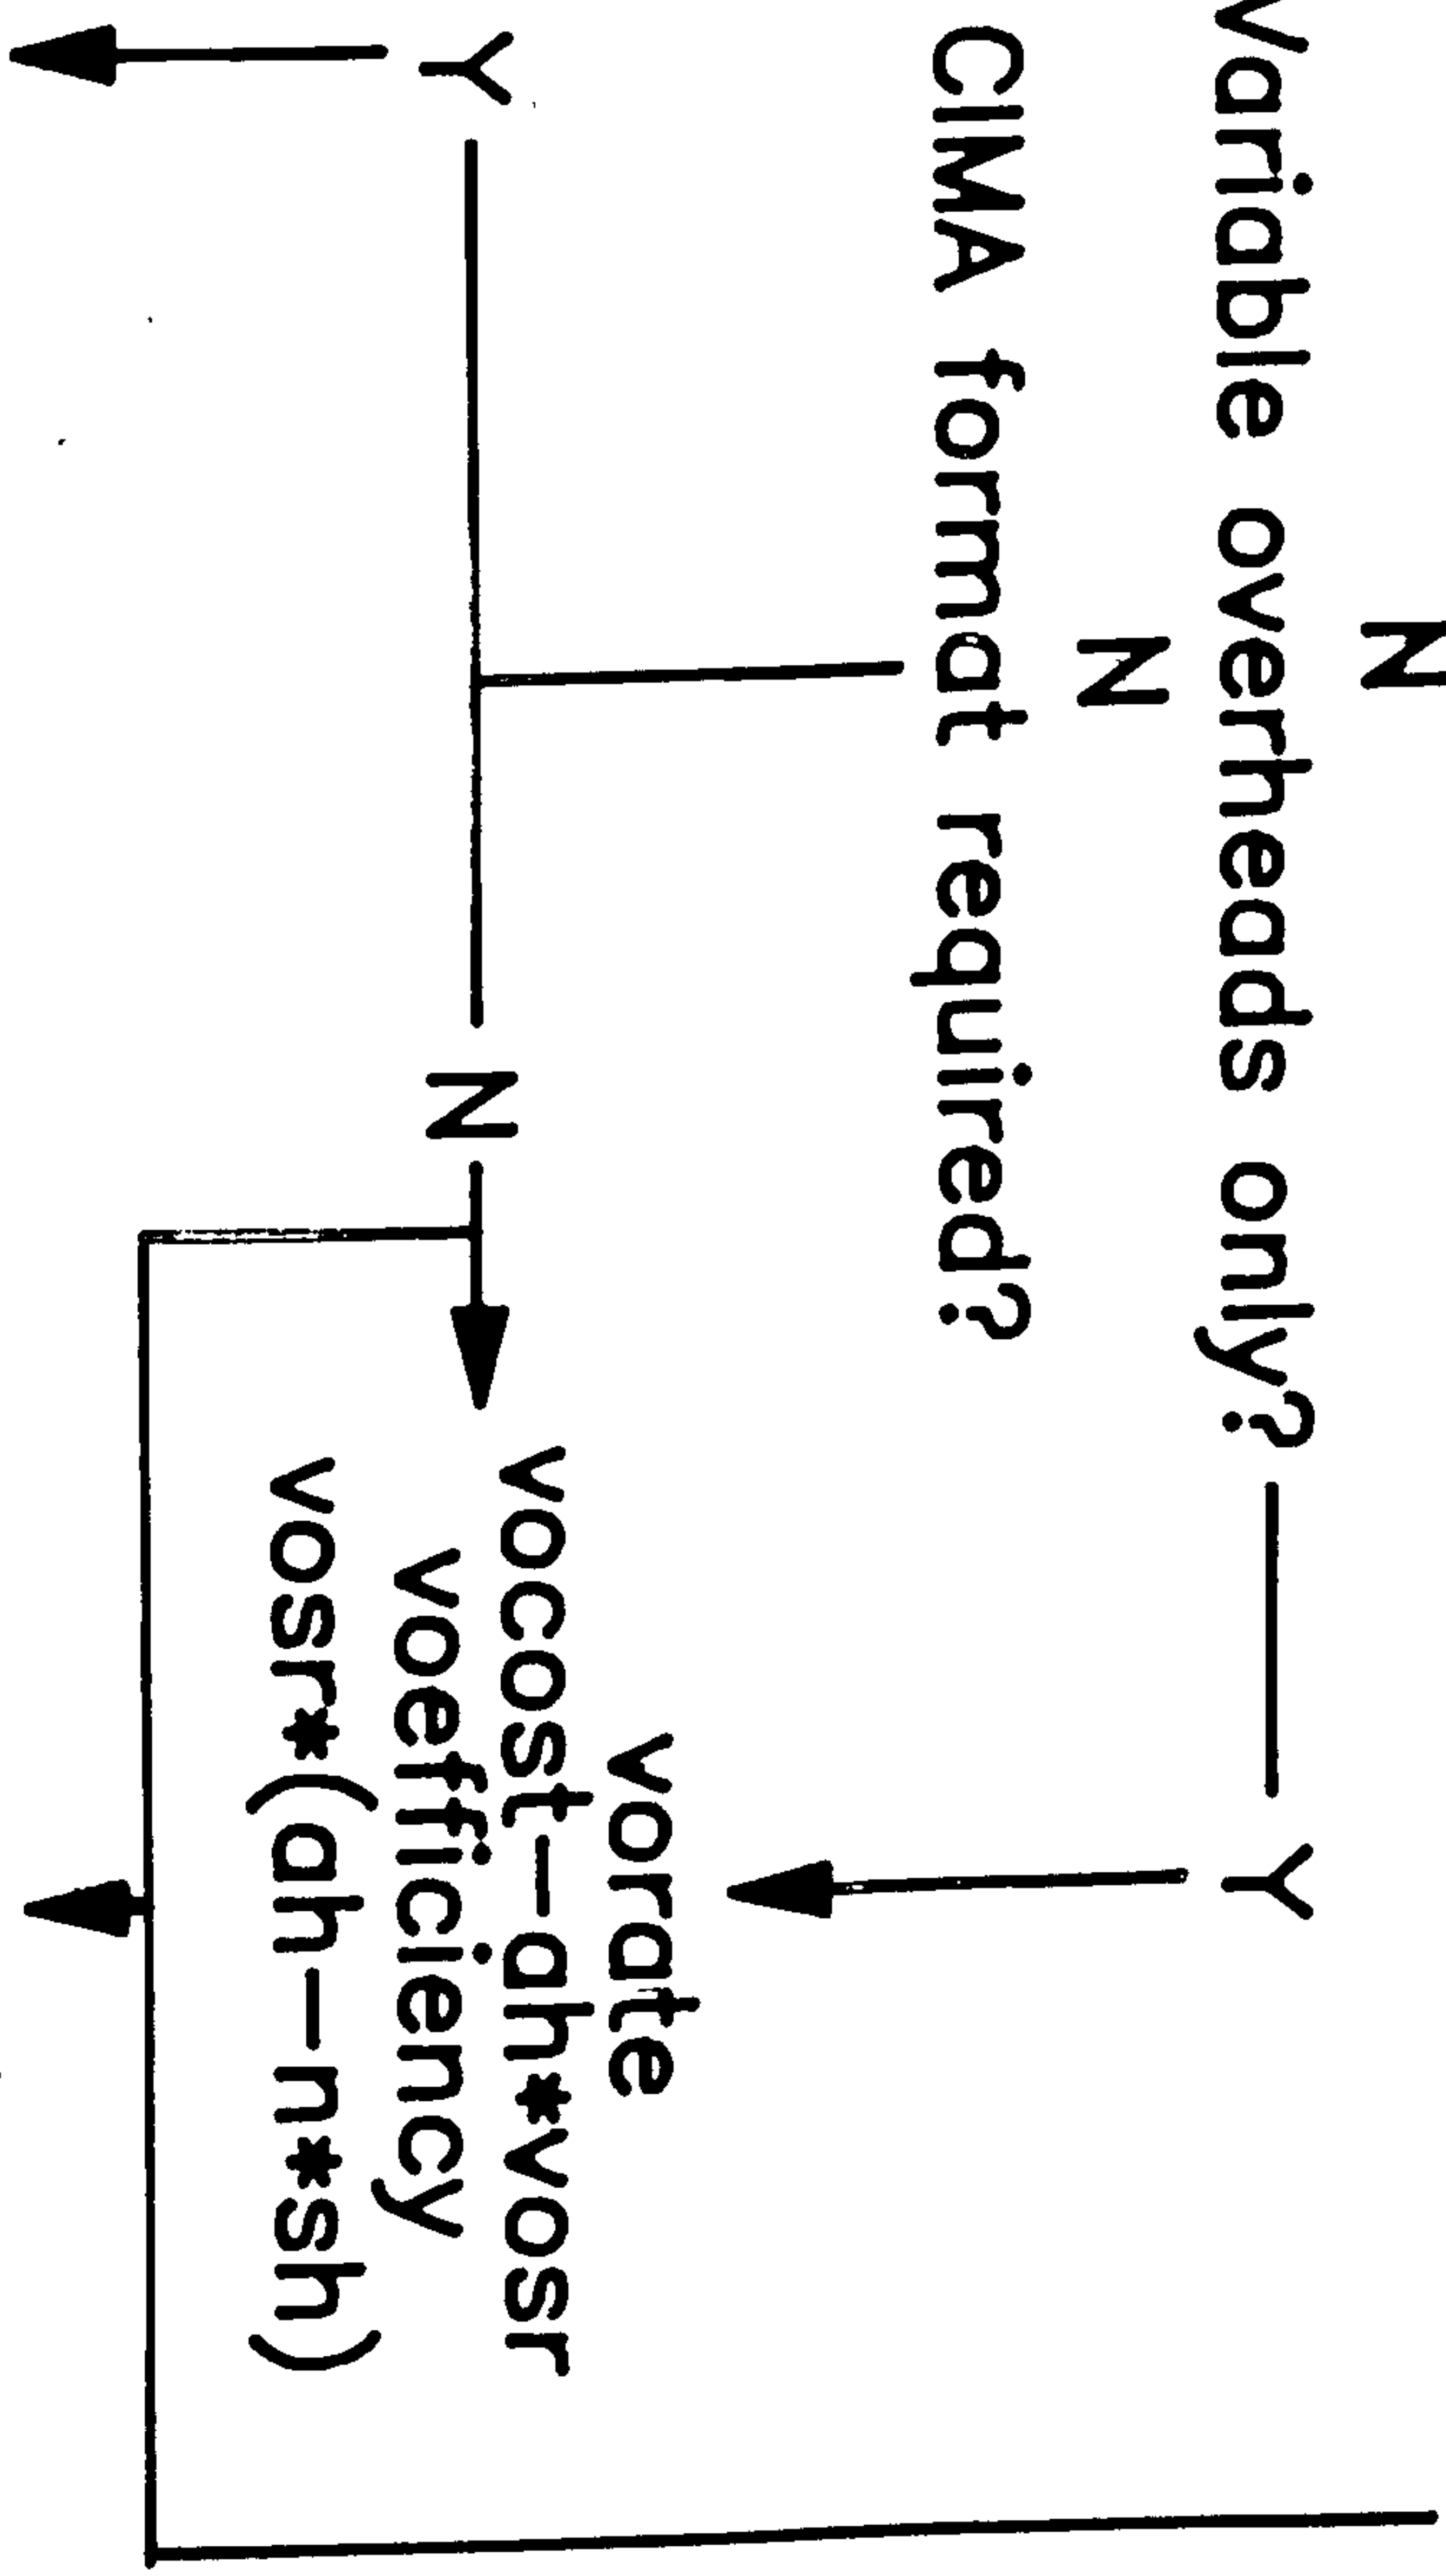 N
Variable overheads only? Y
N
CIMA format required?
Y N
vorate
vocost-ah*vosr
voefficiency
vosr*(ah-n*sh)